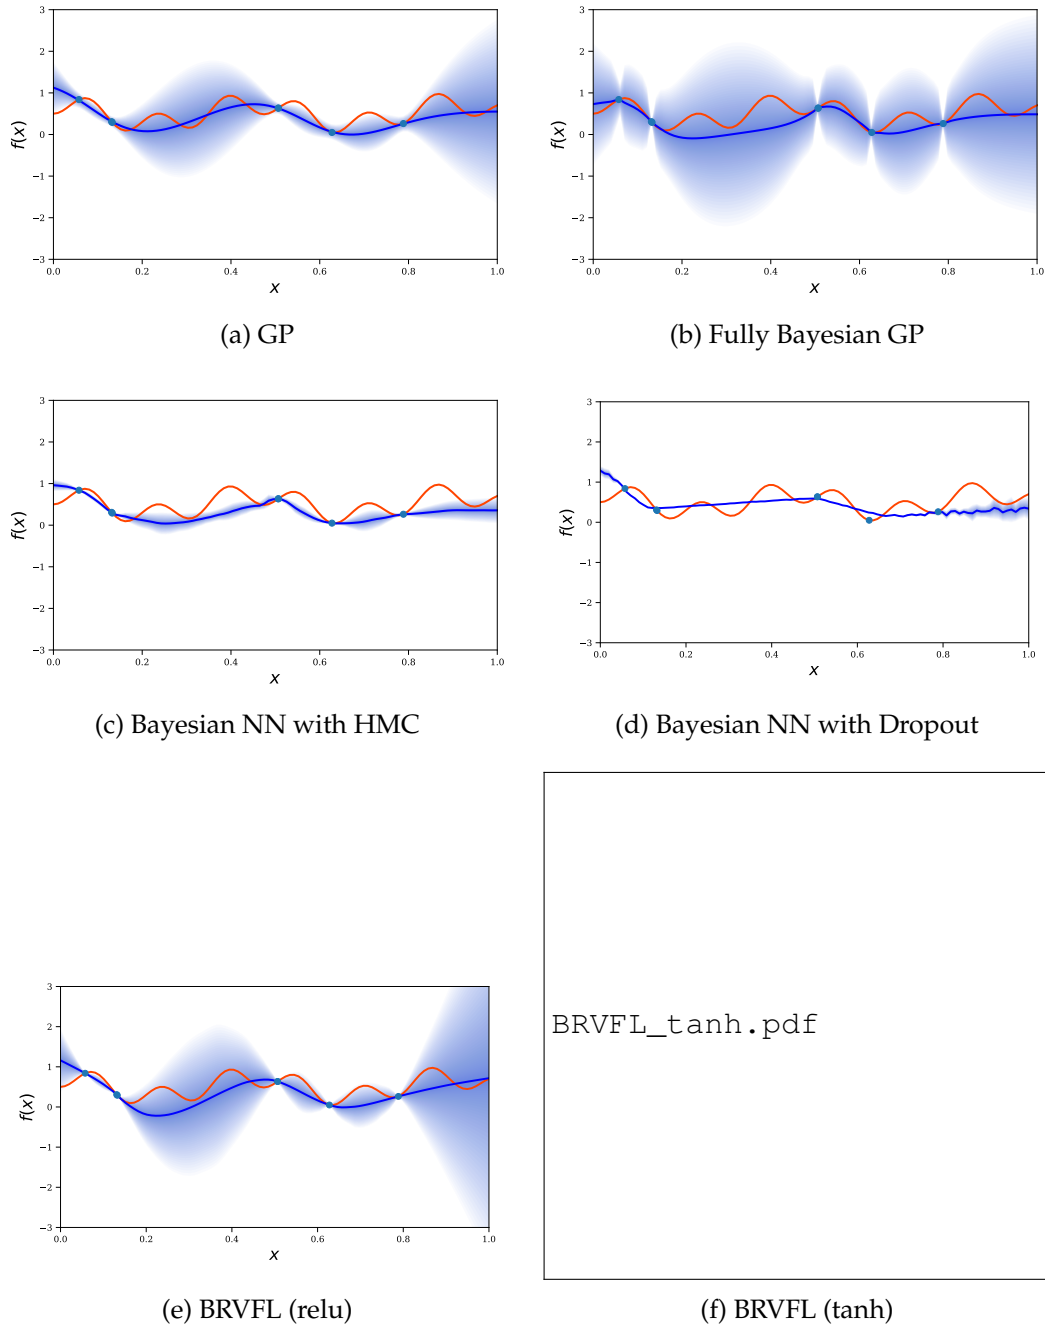 3
2
1
0
−1
−2
−3
f(x)
0.0 0.2 0.4 0.6 0.8 1.0
x
(a) GP
3
2
1
0
−1
−2
−3
f(x)
0.0 0.2 0.4 0.6 0.8 1.0
x
(b) Fully Bayesian GP
3
2
1
0
−1
−2
−3
f(x)
0.0 0.2 0.4 0.6 0.8 1.0
x
(c) Bayesian NN with HMC
3
2
1
0
−1
−2
−3
f(x)
0.0 0.2 0.4 0.6 0.8 1.0
x
(d) Bayesian NN with Dropout
3
2
1
0
−1
−2
−3
f(x)
0.0 0.2 0.4 0.6 0.8 1.0
x
(e) BRVFL (relu)
BRVFL_tanh.pdf
(f) BRVFL (tanh)